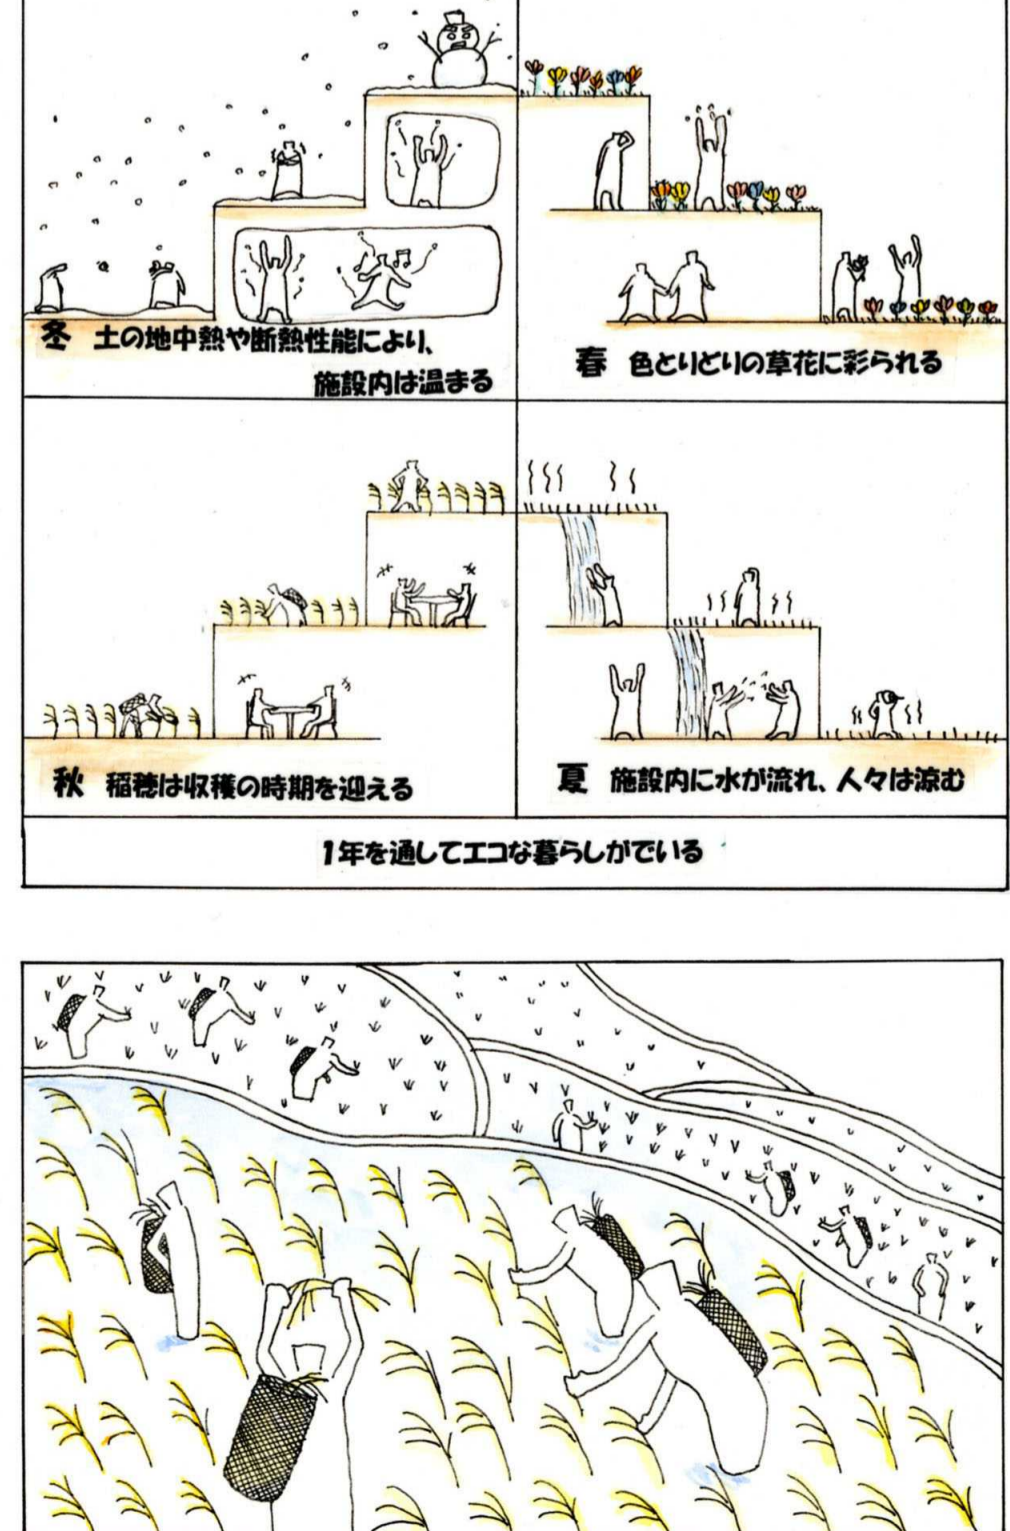 冬 土の地中熱や断熱性能により、
施設内は温まる
春 色とりどりの草花に彩られる
秋 稲穂は収穫の時期を迎える
夏 施設内に水が流れ、人々は涼む
1年を通してエコな暮らしがでいる